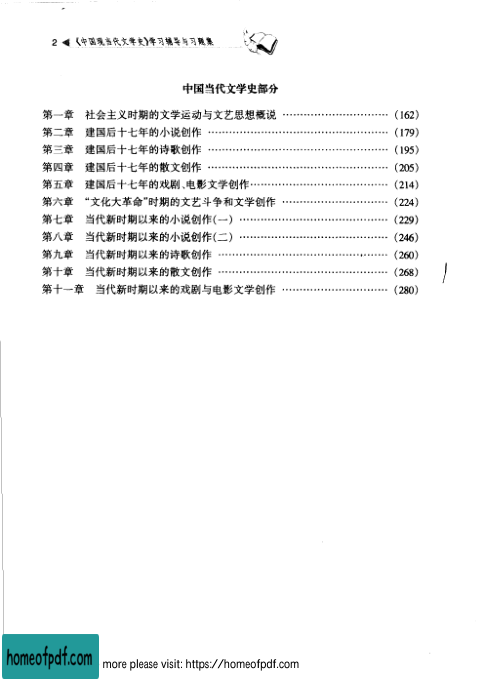 2 ◀ 《中国现当代文学史》学习辅导与习题集
中国当代文学史部分
第一章 社会主义时期的文学运动与文艺思想概说 ………………………… (162)
第二章 建国后十七年的小说创作 ………………………………………… (179)
第三章 建国后十七年的诗歌创作 ………………………………………… (195)
第四章 建国后十七年的散文创作 ………………………………………… (205)
第五章 建国后十七年的戏剧、电影文学创作 ……………………………… (214)
第六章 “文化大革命”时期的文艺斗争和文学创作 ………………………… (224)
第七章 当代新时期以来的小说创作(一) …………………………………… (229)
第八章 当代新时期以来的小说创作(二) …………………………………… (246)
第九章 当代新时期以来的诗歌创作 ……………………………………… (260)
第十章 当代新时期以来的散文创作 ……………………………………… (268)
第十一章 当代新时期以来的戏剧与电影文学创作 ………………………… (280)
homeofpdf.com more please visit: https://homeofpdf.com